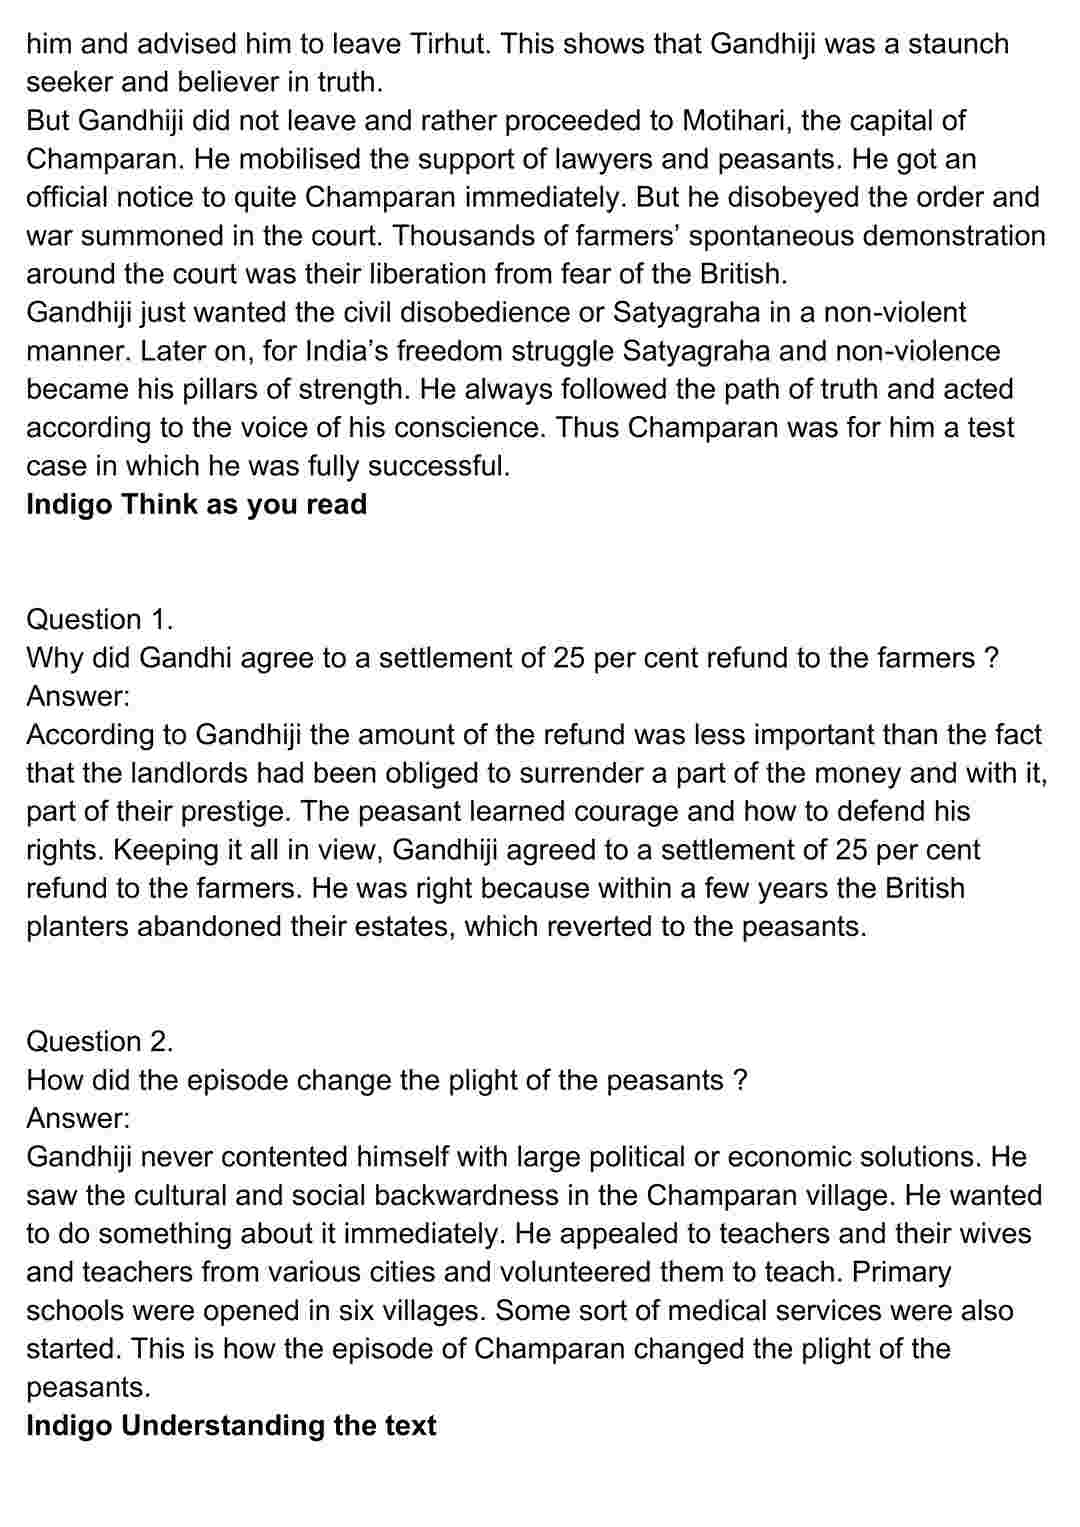 him and advised him to leave Tirhut. This shows that Gandhiji was a staunch
seeker and believer in truth.
But Gandhiji did not leave and rather proceeded to Motihari, the capital of
Champaran. He mobilised the support of lawyers and peasants. He got an
official notice to quite Champaran immediately. But he disobeyed the order and
war summoned in the court. Thousands of farmers’ spontaneous demonstration
around the court was their liberation from fear of the British.
Gandhiji just wanted the civil disobedience or Satyagraha in a non-violent
manner. Later on, for India’s freedom struggle Satyagraha and non-violence
became his pillars of strength. He always followed the path of truth and acted
according to the voice of his conscience. Thus Champaran was for him a test
case in which he was fully successful.
Indigo Think as you read
Question 1.
Why did Gandhi agree to a settlement of 25 per cent refund to the farmers ?
Answer:
According to Gandhiji the amount of the refund was less important than the fact
that the landlords had been obliged to surrender a part of the money and with it,
part of their prestige. The peasant learned courage and how to defend his
rights. Keeping it all in view, Gandhiji agreed to a settlement of 25 per cent
refund to the farmers. He was right because within a few years the British
planters abandoned their estates, which reverted to the peasants.
Question 2.
How did the episode change the plight of the peasants ?
Answer:
Gandhiji never contented himself with large political or economic solutions. He
saw the cultural and social backwardness in the Champaran village. He wanted
to do something about it immediately. He appealed to teachers and their wives
and teachers from various cities and volunteered them to teach. Primary
schools were opened in six villages. Some sort of medical services were also
started. This is how the episode of Champaran changed the plight of the
peasants.
Indigo Understanding the text